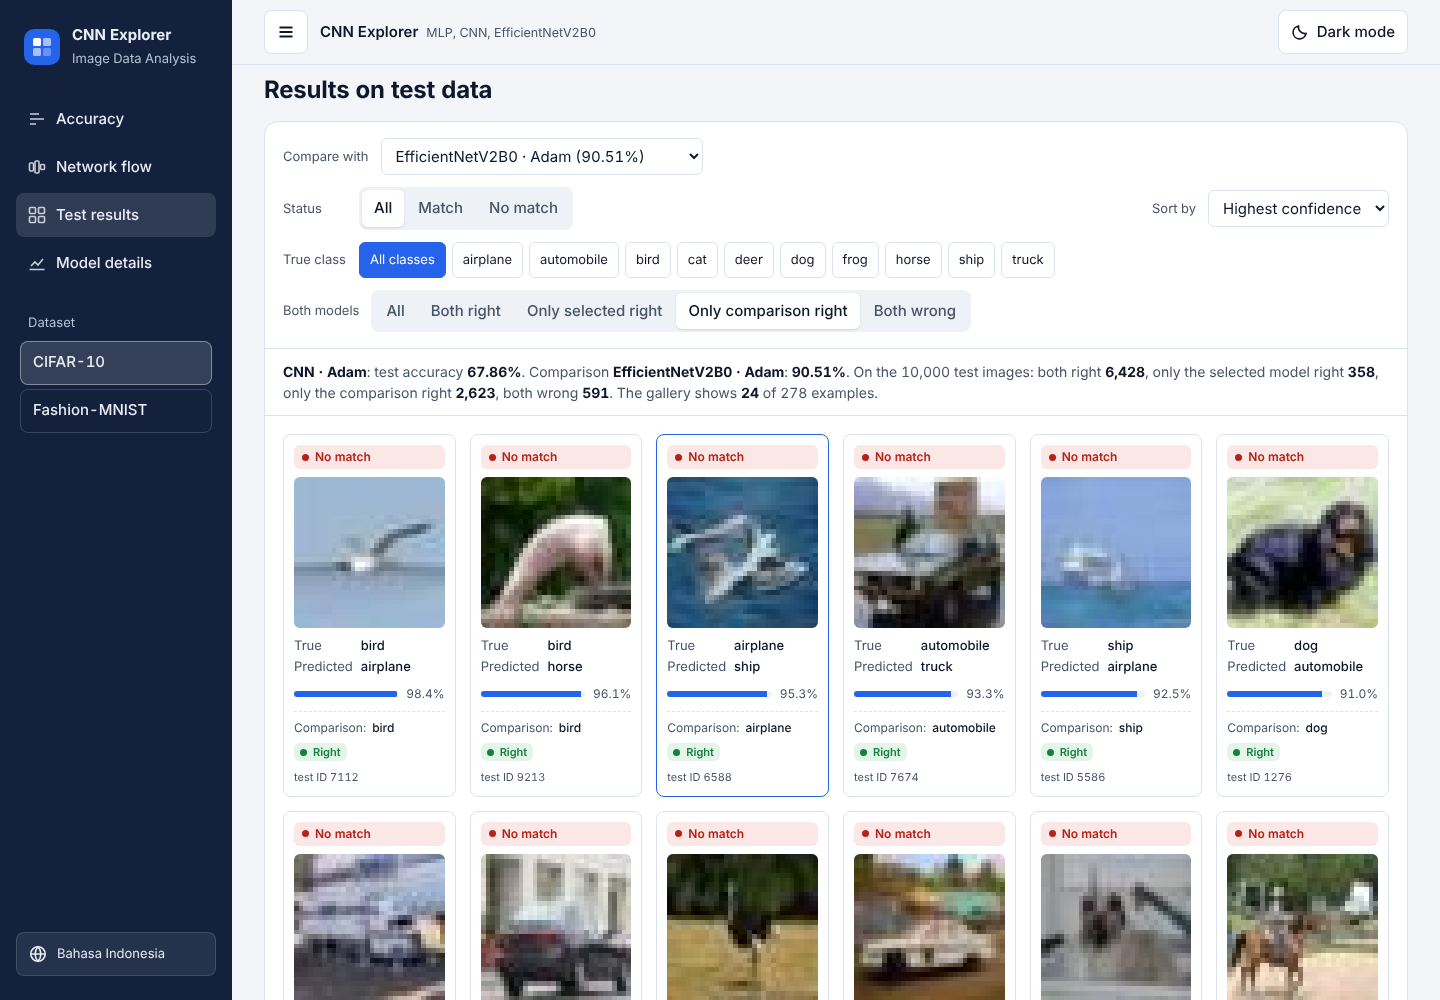 CNN Explorer
Image Data Analysis
Accuracy
Network flow
Test results
Model details
Dataset
CIFAR-10
Fashion-MNIST
Bahasa Indonesia
CNN Explorer MLP, CNN, EfficientNetV2B0
Dark mode
Results on test data
Compare with EfficientNetV2B0 · Adam (90.51%)
Status All Match No match Sort by Highest confidence
True class All classes airplane automobile bird cat deer dog frog horse ship truck
Both models All Both right Only selected right Only comparison right Both wrong
CNN · Adam: test accuracy 67.86%. Comparison EfficientNetV2B0 · Adam: 90.51%. On the 10,000 test images: both right 6,428, only the selected model right 358,
only the comparison right 2,623, both wrong 591. The gallery shows 24 of 278 examples.
No match No match No match No match No match No match
True bird True bird True airplane True automobile True ship True dog
Predicted airplane Predicted horse Predicted ship Predicted truck Predicted airplane Predicted automobile
98.4% 96.1% 95.3% 93.3% 92.5% 91.0%
Comparison: bird Comparison: bird Comparison: airplane Comparison: automobile Comparison: ship Comparison: dog
Right Right Right Right Right Right
test ID 7112 test ID 9213 test ID 6588 test ID 7674 test ID 5586 test ID 1276
No match No match No match No match No match No match